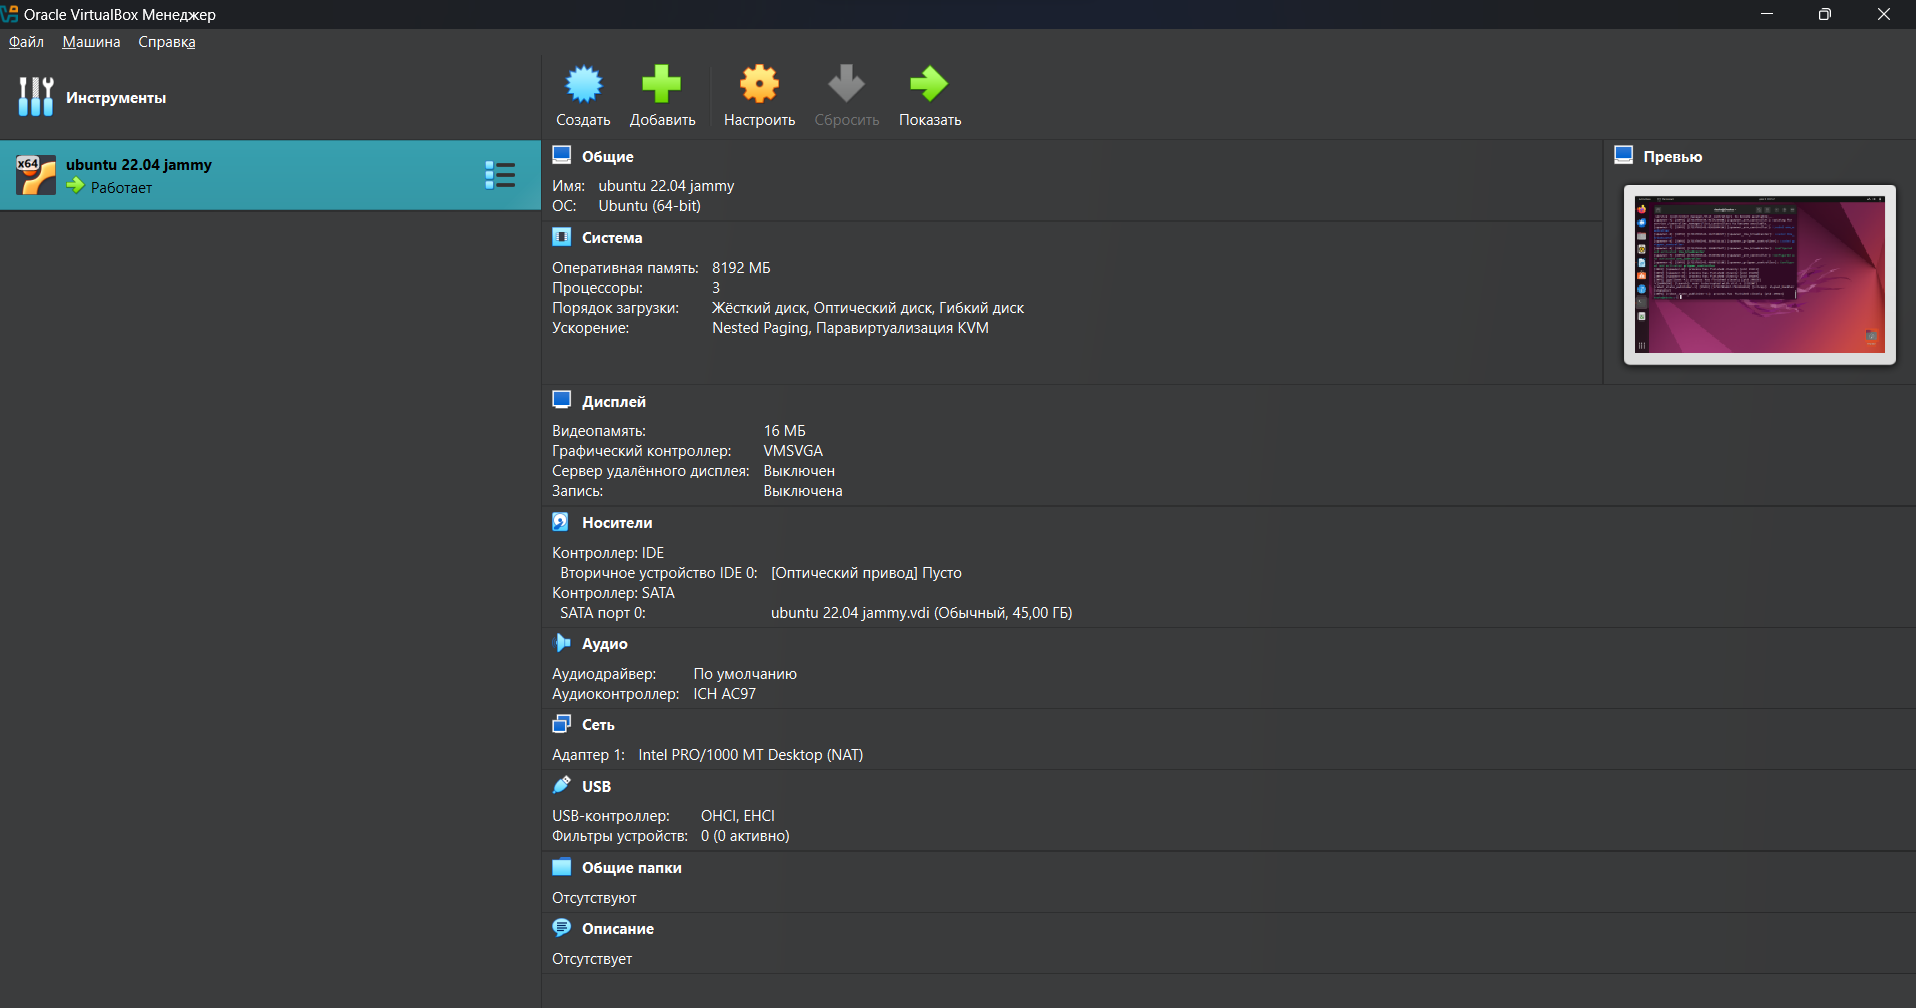 Oracle VirtualBox Менеджер
Файл Машина Справка
Инструменты
Создать Добавить Настроить Сбросить Показать
x64
ubuntu 22.04 jammy
Работает
Общие
Имя: ubuntu 22.04 jammy
ОС: Ubuntu (64-bit)
Превью
Система
Оперативная память: 8192 МБ
Процессоры: 3
Порядок загрузки: Жёсткий диск, Оптический диск, Гибкий диск
Ускорение: Nested Paging, Паравиртуализация KVM
Дисплей
Видеопамять: 16 МБ
Графический контроллер: VMSVGA
Сервер удалённого дисплея: Выключен
Запись: Выключена
Носители
Контроллер: IDE
Вторичное устройство IDE 0: [Оптический привод] Пусто
Контроллер: SATA
SATA порт 0: ubuntu 22.04 jammy.vdi (Обычный, 45,00 ГБ)
Аудио
Аудиодрайвер: По умолчанию
Аудиоконтроллер: ICH AC97
Сеть
Адаптер 1: Intel PRO/1000 MT Desktop (NAT)
USB
USB-контроллер: OHCI, EHCI
Фильтры устройств: 0 (0 активно)
Общие папки
Отсутствуют
Описание
Отсутствует